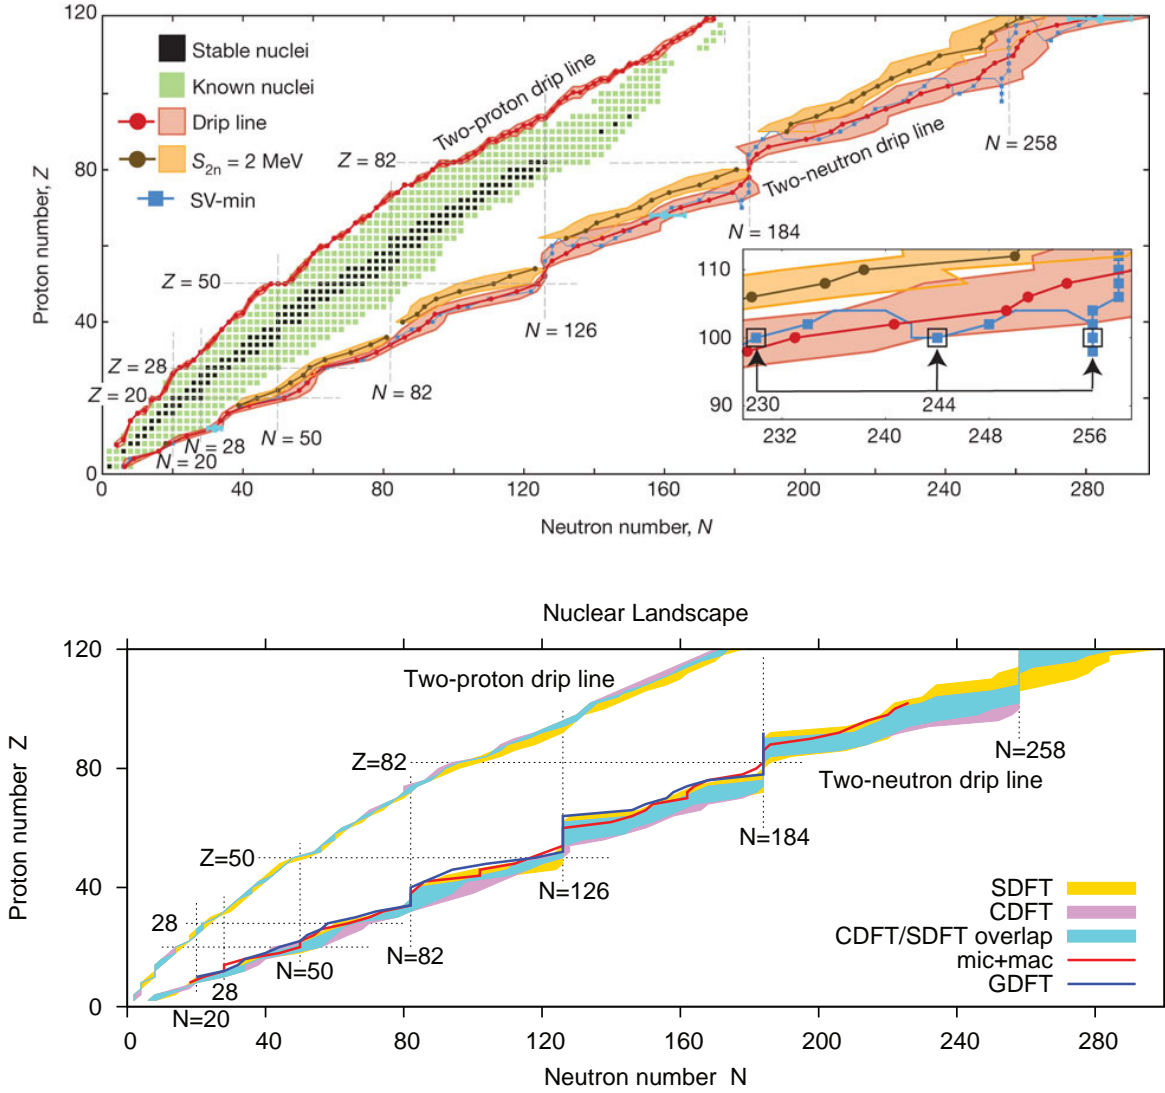 120
Stable nuclei
Known nuclei
Drip line
S2n = 2 MeV
SV-min
Two-proton drip line
Z = 82
80
Proton number, Z
Two-neutron drip line
N = 258
N = 184
Z = 50
N = 126
40
Z = 28
Z = 20
N = 82
N = 50
N = 28
N = 20
0
110
100
90
230
244
256
232
240
248
256
0
40
80
120
160
200
240
280
Neutron number, N
Nuclear Landscape
120
Two-proton drip line
Z=82
80
Two-neutron drip line
N=258
N=184
Proton number Z
Z=50
N=126
40
28
N=82
N=50
28
N=20
0
SDFT
CDFT
CDFT/SDFT overlap
mic+mac
GDFT
0
40
80
120
160
200
240
280
Neutron number N